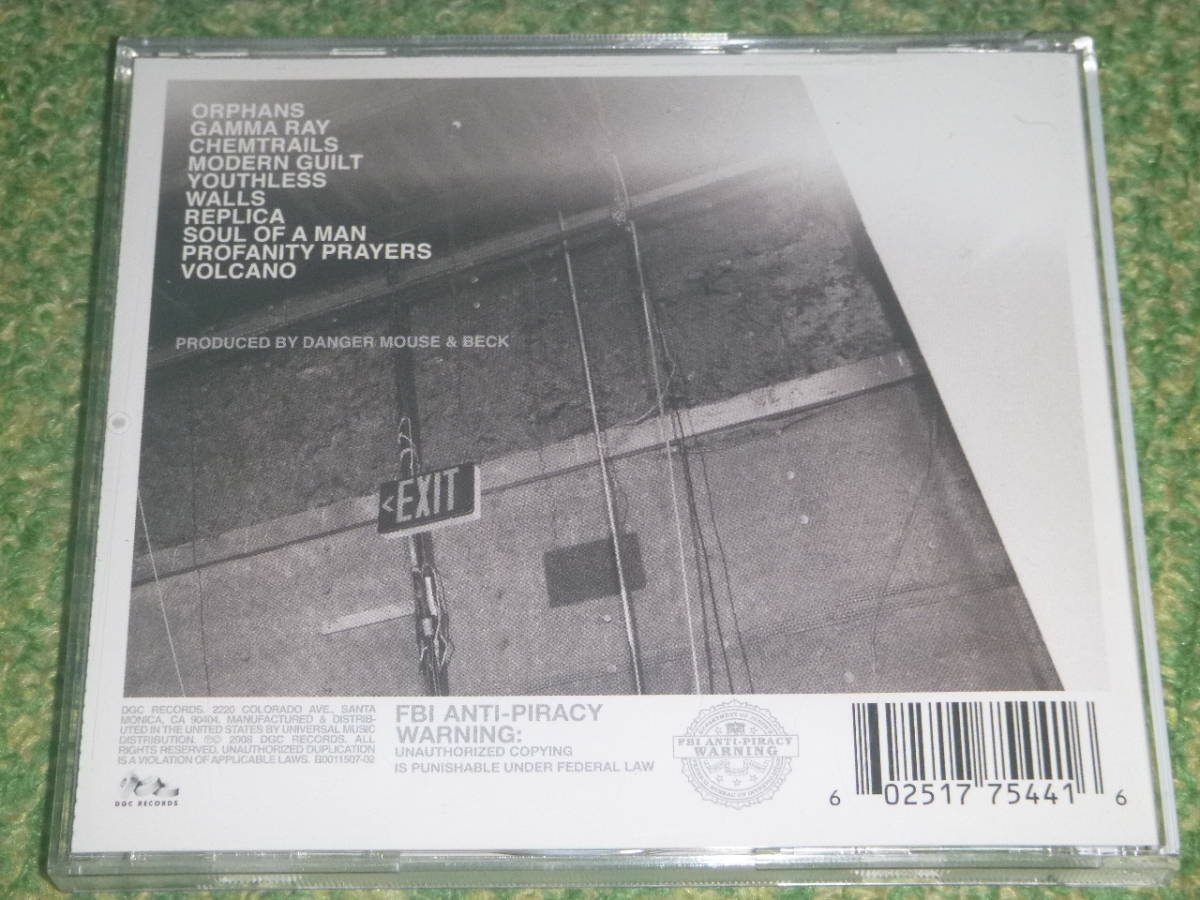 ORPHANS
GAMMA RAY
CHEMTRAILS
MODERN GUILT
YOUTHLESS
WALLS
REPLICA
SOUL OF A MAN
PROFANITY PRAYERS
VOLCANO
PRODUCED BY DANGER MOUSE & BECK
<EXIT
DGC RECORDS. 2220 COLORADO AVE., SANTA
MONICA, CA 90404. MANUFACTURED & DISTRIB-
UTED IN THE UNITED STATES BY UNIVERSAL MUSIC
DISTRIBUTION. ℗© 2008 DGC RECORDS. ALL
RIGHTS RESERVED. UNAUTHORIZED DUPLICATION
IS A VIOLATION OF APPLICABLE LAWS. B0011507-02
DGC RECORDS
FBI ANTI-PIRACY
WARNING:
UNAUTHORIZED COPYING
IS PUNISHABLE UNDER FEDERAL LAW
FBI ANTI-PIRACY
WARNING
6 02517 75441 6